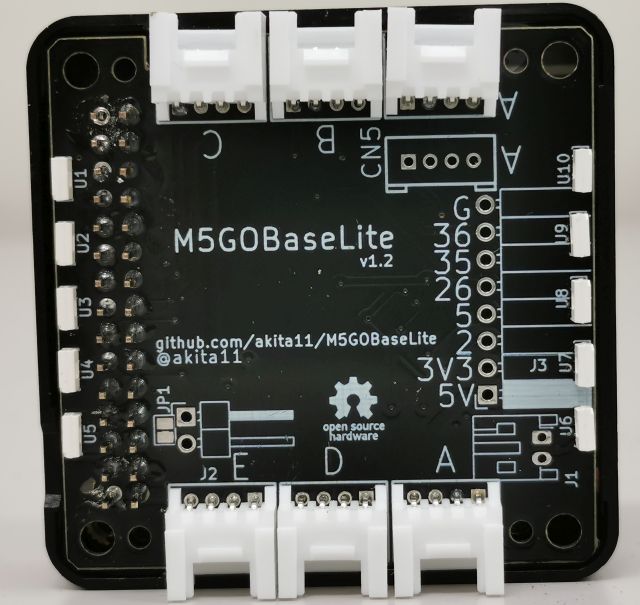 C
B
A
CN5
A
U1
U10
G
U2
36
U9
M5GOBaseLite
v1.2
35
26
U3
U8
5
github.com/akita11/M5GOBaseLite
2
@akita11
U4
3V3
J3
U7
JP1
5V
U5
open source
hardware
U6
J2
E
D
A
J1